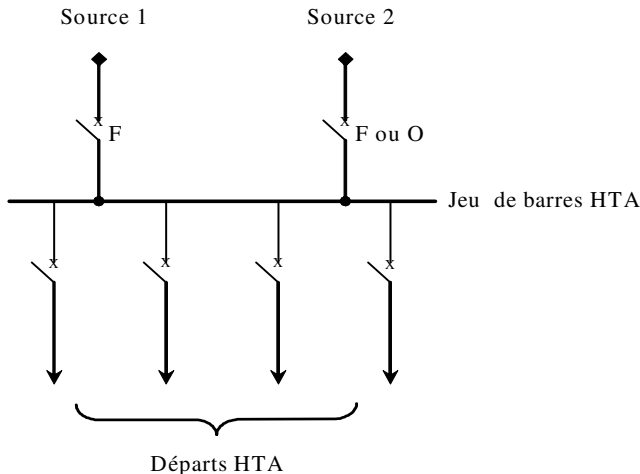 Source 1
Source 2
F
F ou O
Jeu de barres HTA
Départs HTA